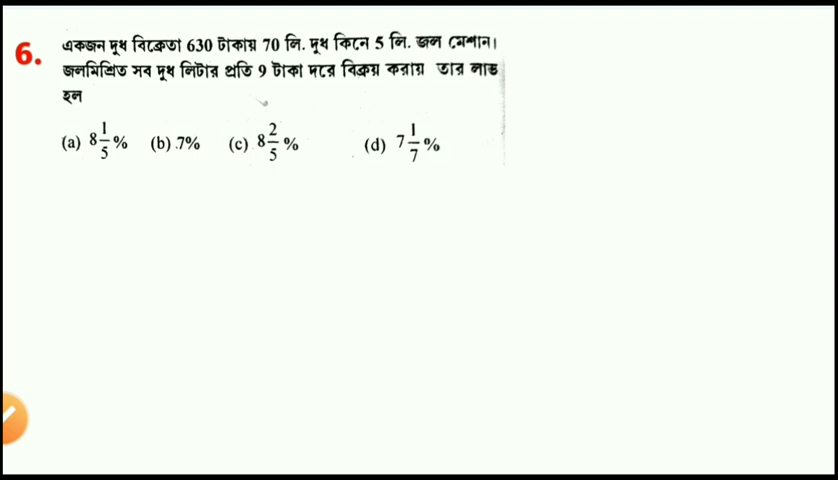 6. একজন দুধ বিক্রেতা 630 টাকায় 70 লি. দুধ কিনে 5 লি. জল মেশান।
জলমিশ্রিত সব দুধ লিটার প্রতি 9 টাকা দরে বিক্রয় করায় তার লাভ
হল
(a) 8 1/5 % (b) 7% (c) 8 2/5 % (d) 7 1/7 %